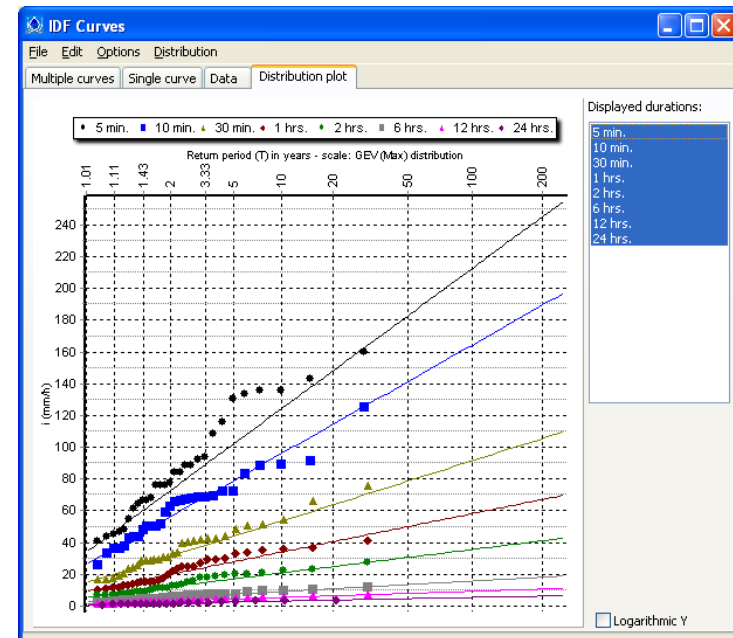 IDF Curves
File Edit Options Distribution
Multiple curves Single curve Data Distribution plot
5 min. 10 min. 30 min. 1 hrs. 2 hrs. 6 hrs. 12 hrs. 24 hrs.
Return period (T) in years - scale: GEV(Max) distribution
1.01 1.11 1.43 2 3.33 5 10 20 50 100 200
240
220
200
180
160
140
120
100
80
60
40
20
0
i (mm/h)
Displayed durations:
5 min.
10 min.
30 min.
1 hrs.
2 hrs.
6 hrs.
12 hrs.
24 hrs.
Logarithmic Y